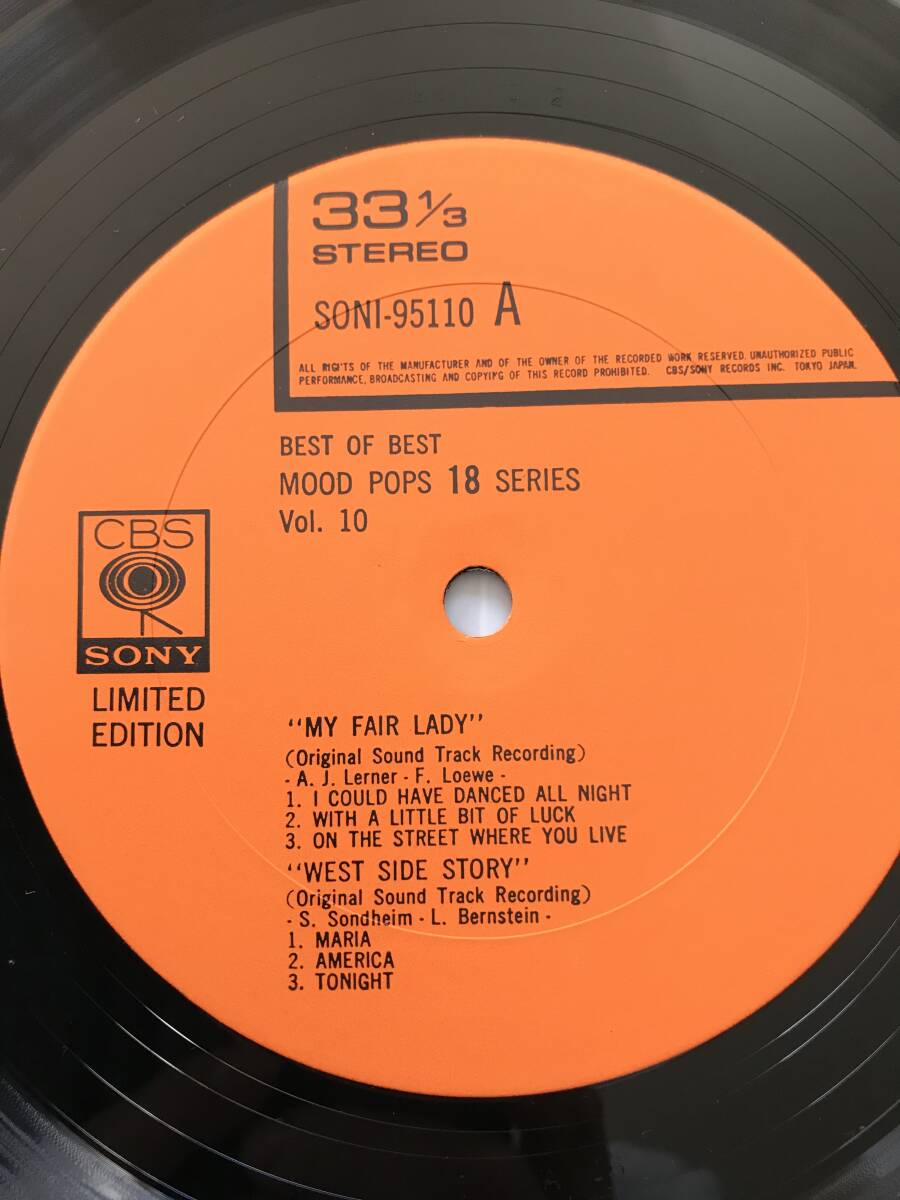 33 1/3
STEREO
SONI-95110 A
ALL RIGHTS OF THE MANUFACTURER AND OF THE OWNER OF THE RECORDED WORK RESERVED. UNAUTHORIZED PUBLIC
PERFORMANCE, BROADCASTING AND COPYING OF THIS RECORD PROHIBITED. CBS/SONY RECORDS INC. TOKYO JAPAN.
BEST OF BEST
MOOD POPS 18 SERIES
Vol. 10
CBS
SONY
LIMITED
EDITION
"MY FAIR LADY"
(Original Sound Track Recording)
- A. J. Lerner - F. Loewe -
1. I COULD HAVE DANCED ALL NIGHT
2. WITH A LITTLE BIT OF LUCK
3. ON THE STREET WHERE YOU LIVE
"WEST SIDE STORY"
(Original Sound Track Recording)
- S. Sondheim - L. Bernstein -
1. MARIA
2. AMERICA
3. TONIGHT